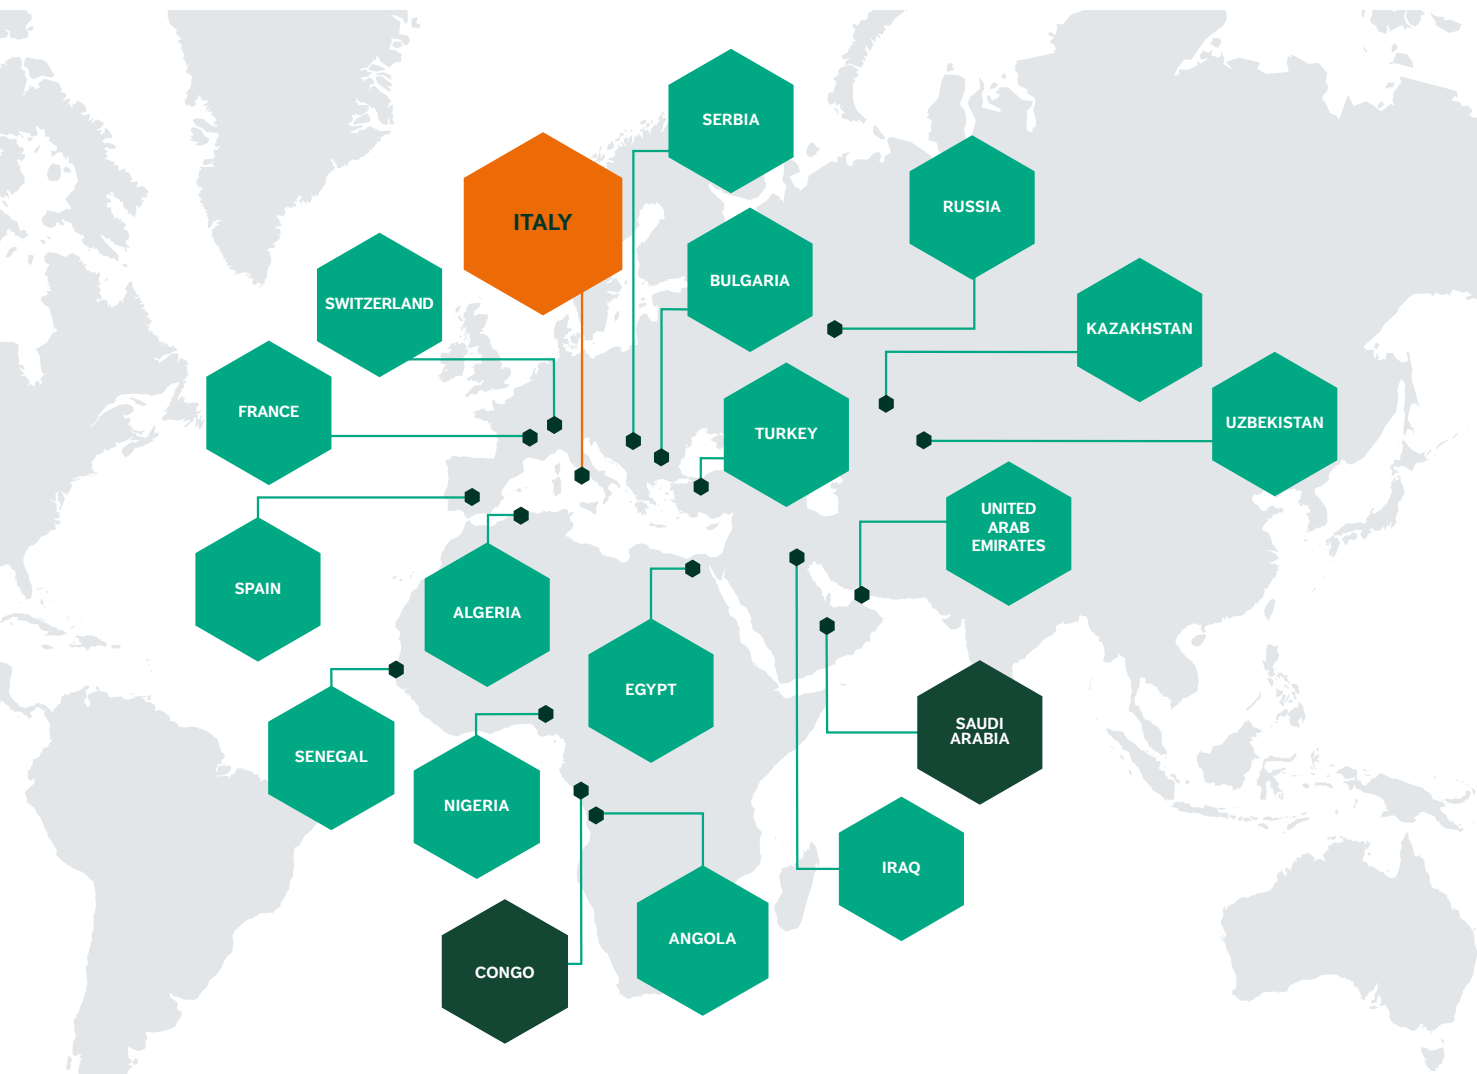 SERBIA
RUSSIA
ITALY
BULGARIA
SWITZERLAND
KAZAKHSTAN
FRANCE
UZBEKISTAN
TURKEY
UNITED
ARAB
EMIRATES
SPAIN
ALGERIA
EGYPT
SAUDI
ARABIA
SENEGAL
NIGERIA
IRAQ
ANGOLA
CONGO